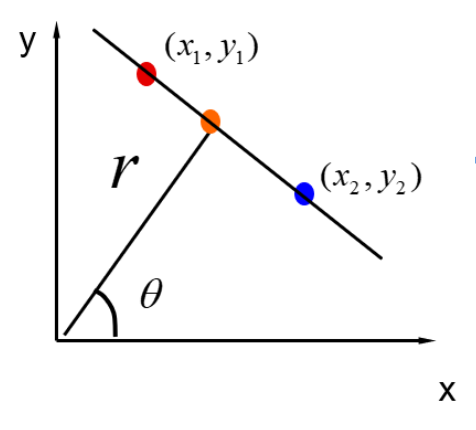 y
(x₁, y₁)
r
(x₂, y₂)
θ
x